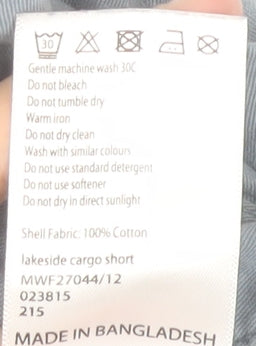 30
Gentle machine wash 30C
Do not bleach
Do not tumble dry
Warm iron
Do not dry clean
Wash with similar colours
Do not use standard detergent
Do not use softener
Do not dry in direct sunlight
Shell Fabric: 100% Cotton
lakeside cargo short
MWF27044/12
023815
215
MADE IN BANGLADESH